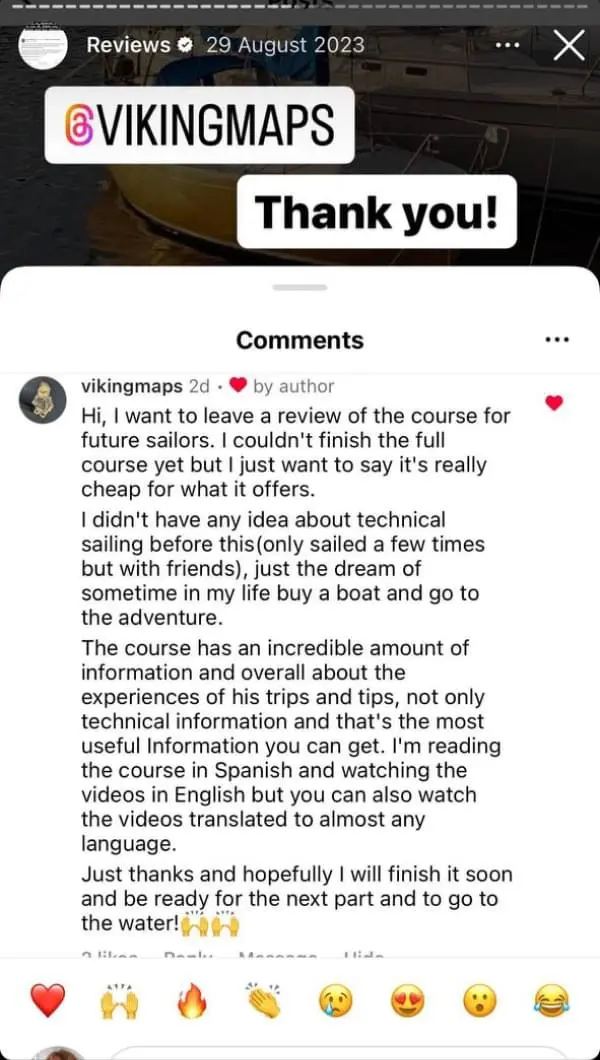 Reviews 29 August 2023
@VIKINGMAPS
Thank you!
Comments
vikingmaps 2d • ❤️ by author
Hi, I want to leave a review of the course for
future sailors. I couldn't finish the full
course yet but I just want to say it's really
cheap for what it offers.
I didn't have any idea about technical
sailing before this(only sailed a few times
but with friends), just the dream of
sometime in my life buy a boat and go to
the adventure.
The course has an incredible amount of
information and overall about the
experiences of his trips and tips, not only
technical information and that's the most
useful Information you can get. I'm reading
the course in Spanish and watching the
videos in English but you can also watch
the videos translated to almost any
language.
Just thanks and hopefully I will finish it soon
and be ready for the next part and to go to
the water!🙌🙌